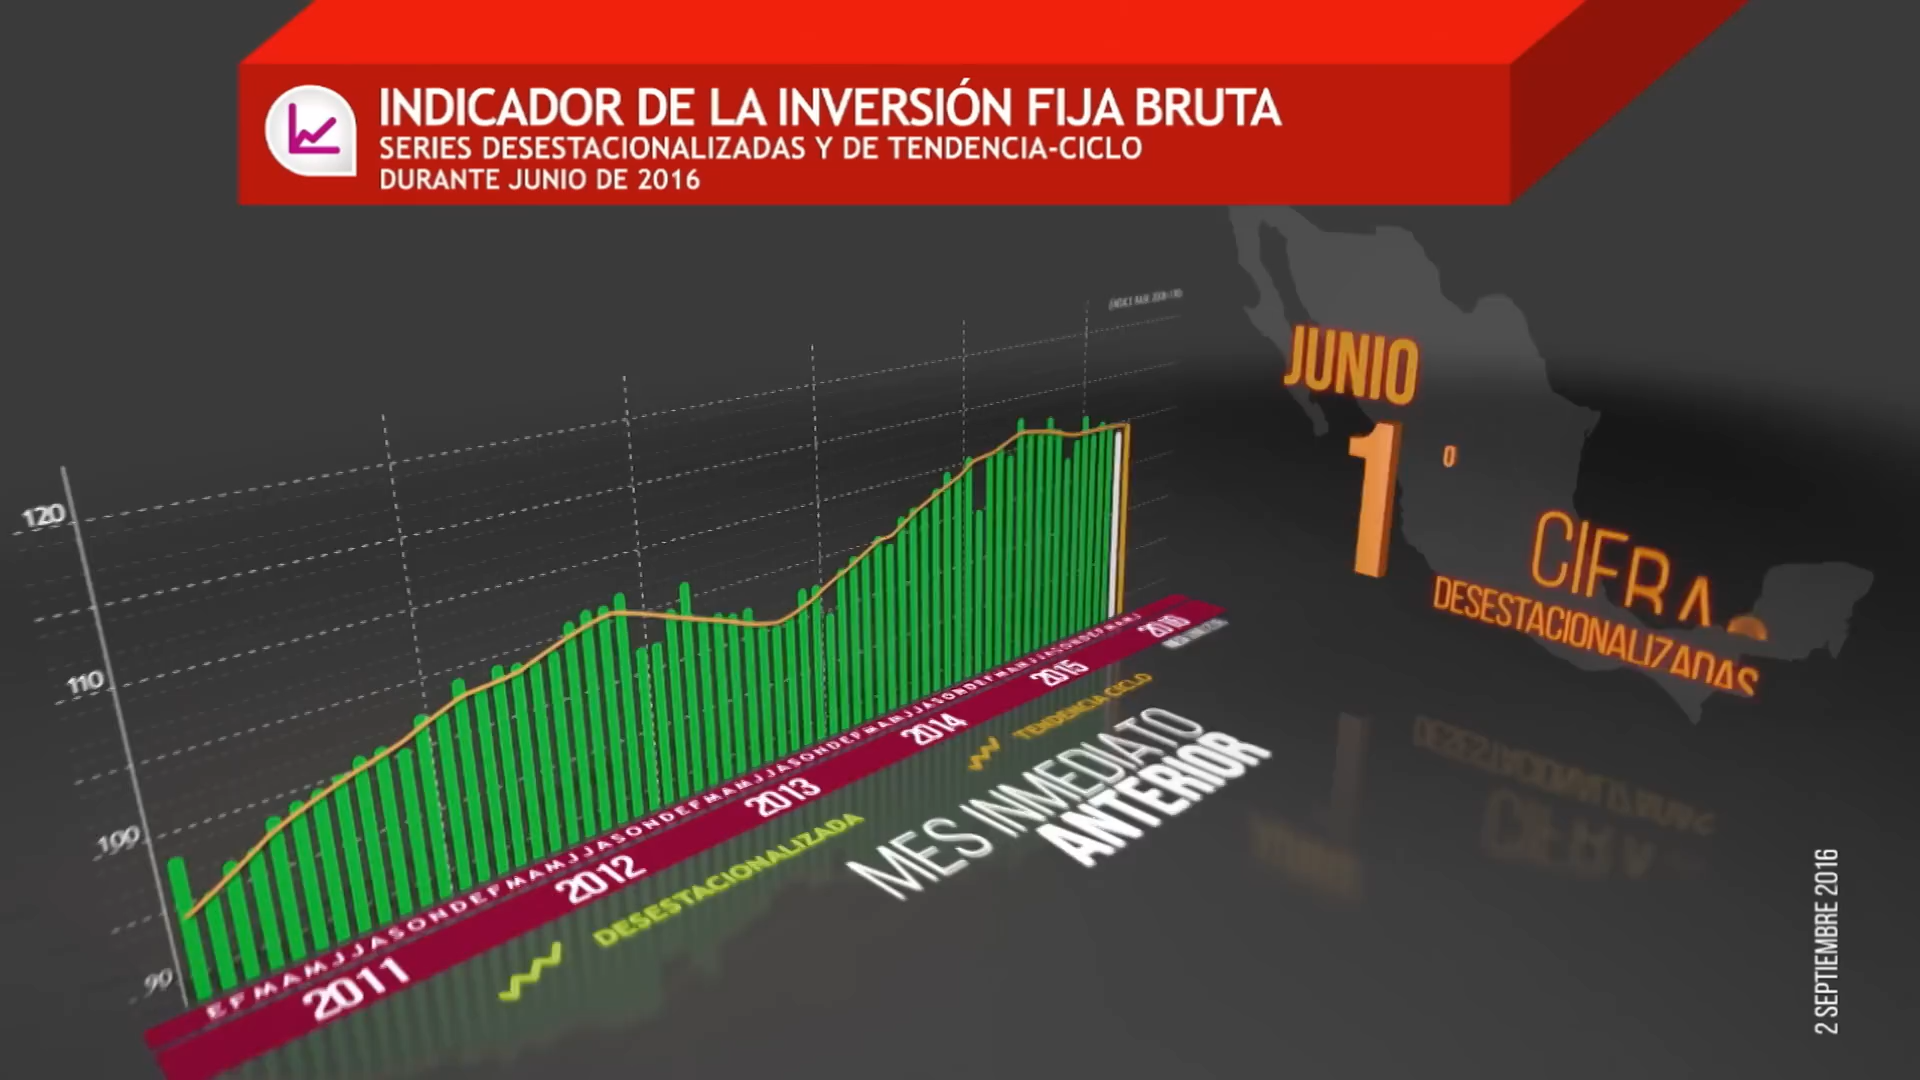 INDICADOR DE LA INVERSIÓN FIJA BRUTA
SERIES DESESTACIONALIZADAS Y DE TENDENCIA-CICLO
DURANTE JUNIO DE 2016
120
110
100
90
E F M A M J J A S O N D E F M A M J J A S O N D E F M A M J J A S O N D E F M A M J J A S O N D E F M A M J J A S O N D E F M A M J
2011
2012
2013
2014
2015
2016
DESESTACIONALIZADA
TENDENCIA CICLO
MES INMEDIATO
ANTERIOR
JUNIO
1
0
CIFRAS
DESESTACIONALIZADAS
2 SEPTIEMBRE 2016